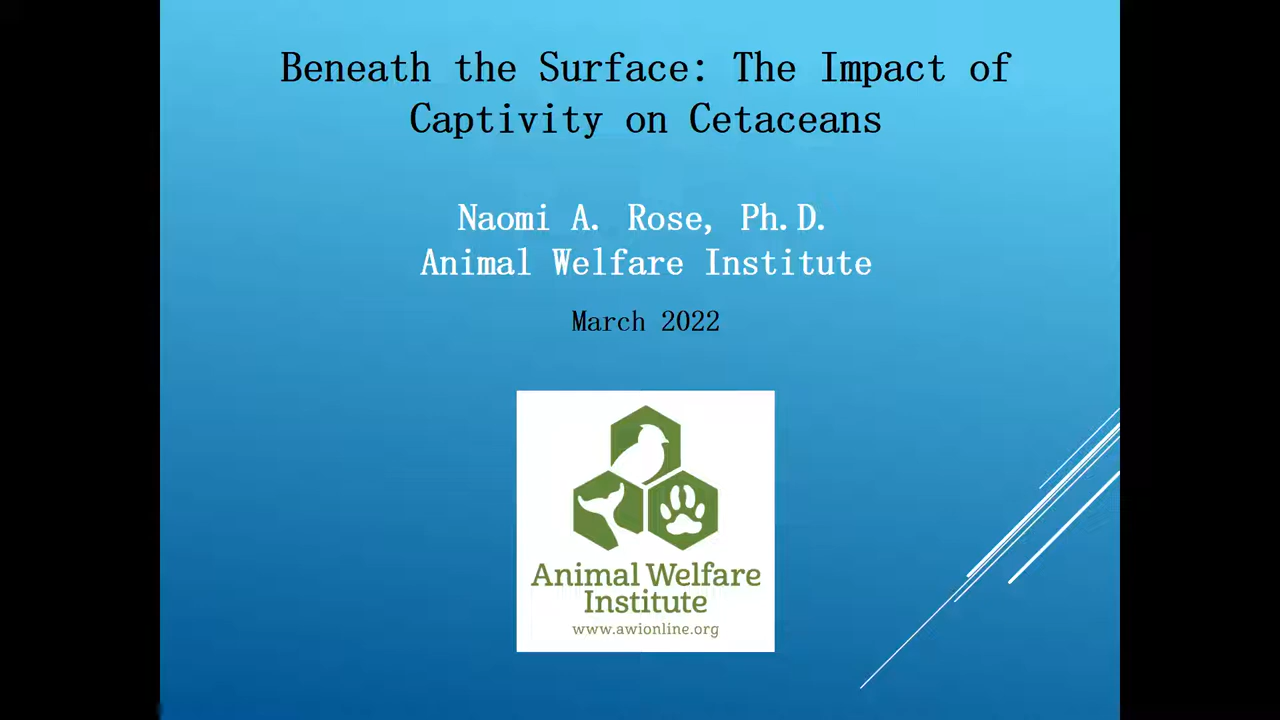 Beneath the Surface: The Impact of
Captivity on Cetaceans
Naomi A. Rose, Ph.D.
Animal Welfare Institute
March 2022
Animal Welfare
Institute
www.awionline.org